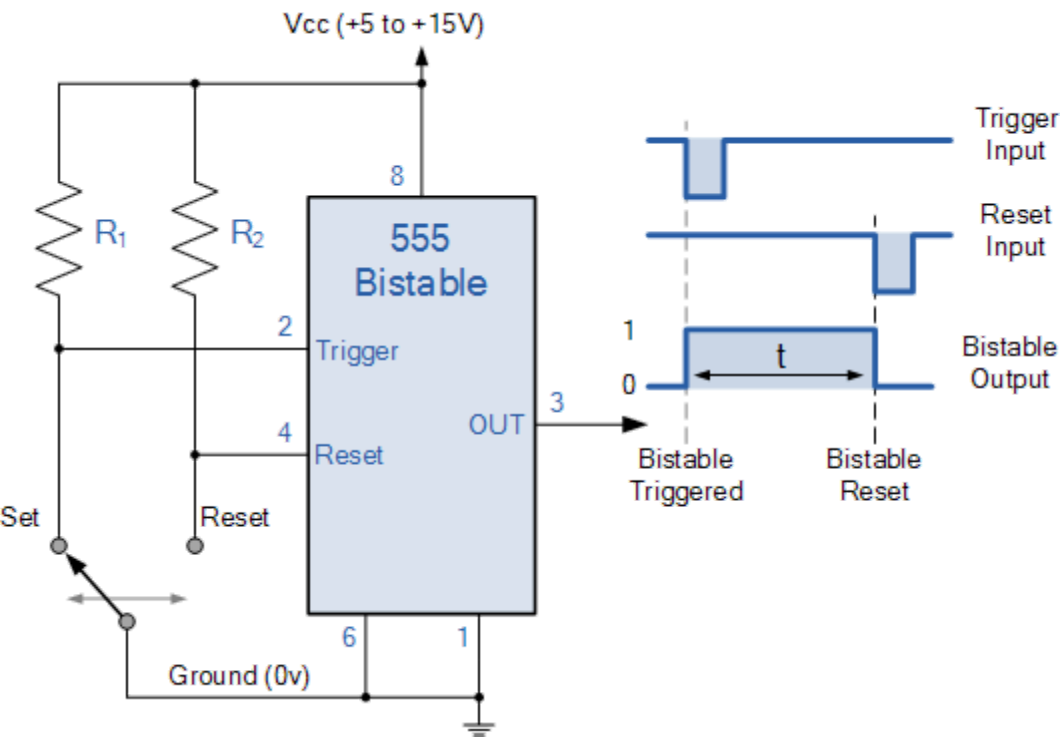 Vcc (+5 to +15V)
R1
R2
8
555
Bistable
2
Trigger
4
Reset
OUT
3
Set
Reset
6
1
Ground (0v)
Trigger
Input
Reset
Input
1
0
t
Bistable
Output
Bistable
Triggered
Bistable
Reset